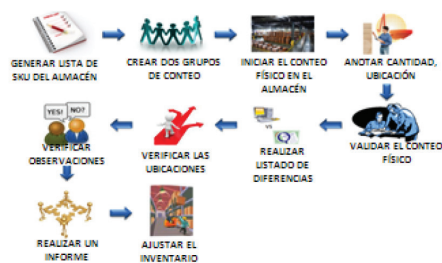 GENERAR LISTA DE
SKU DEL ALMACÉN
CREAR DOS GRUPOS
DE CONTEO
INICIAR EL CONTEO
FÍSICO EN EL
ALMACÉN
ANOTAR CANTIDAD,
UBICACIÓN
VALIDAR EL CONTEO
FÍSICO
VS
REALIZAR
LISTADO DE
DIFERENCIAS
VERIFICAR LAS
UBICACIONES
YES!
NO?
VERIFICAR
OBSERVACIONES
REALIZAR UN
INFORME
AJUSTAR EL
INVENTARIO